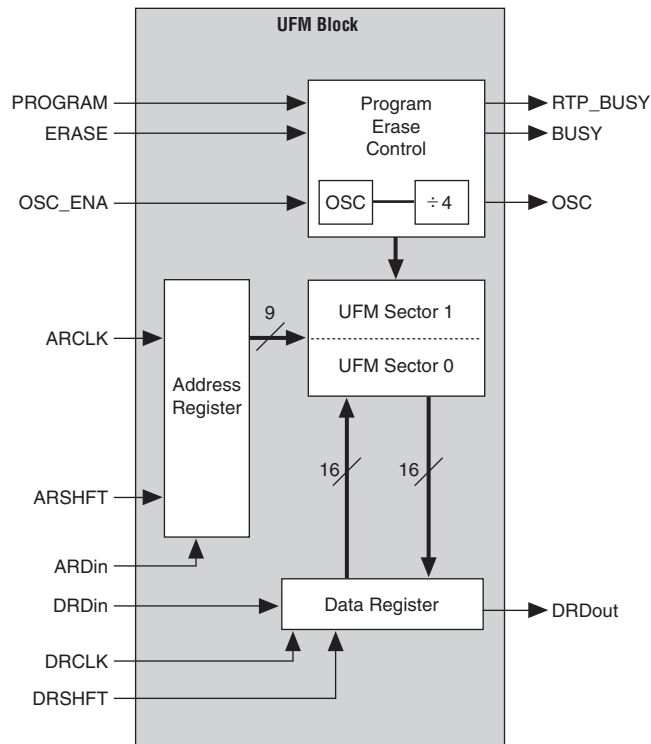 UFM Block
PROGRAM
ERASE
OSC_ENA
Program
Erase
Control
OSC
÷ 4
RTP_BUSY
BUSY
OSC
ARCLK
ARSHFT
ARDin
Address
Register
9
UFM Sector 1
UFM Sector 0
16
16
DRDin
DRCLK
DRSHFT
Data Register
DRDout